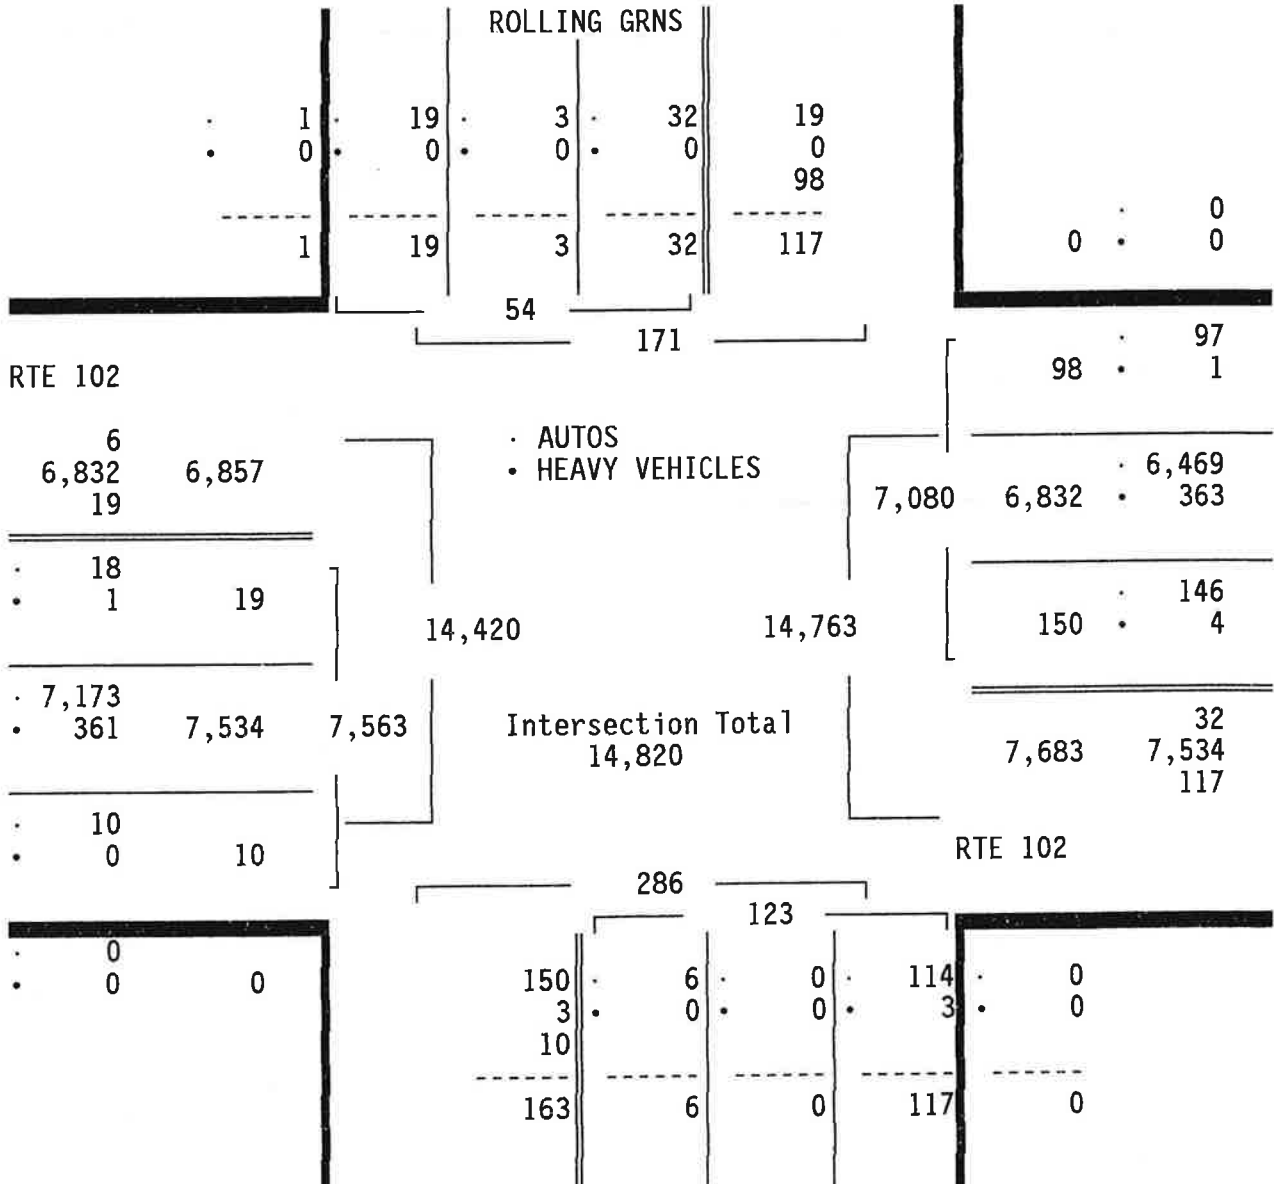 ROLLING GRNS
· 1 · 19 · 3 · 32 19
• 0 • 0 • 0 • 0 0
98
------ ------ ------ ------ ------
1 19 3 32 117
· 0
0 • 0
54
171
· 97
98 • 1
RTE 102
6
6,832 6,857
19
· AUTOS
• HEAVY VEHICLES
· 6,469
7,080 6,832 • 363
· 18
• 1 19
· 146
150 • 4
14,420 14,763
· 7,173
• 361 7,534 7,563
Intersection Total
14,820
32
7,683 7,534
117
· 10
• 0 10
RTE 102
286
123
· 0
• 0 0
150 · 6 · 0 · 114 · 0
3 • 0 • 0 • 3 • 0
10
------ ------ ------ ------ ------
163 6 0 117 0